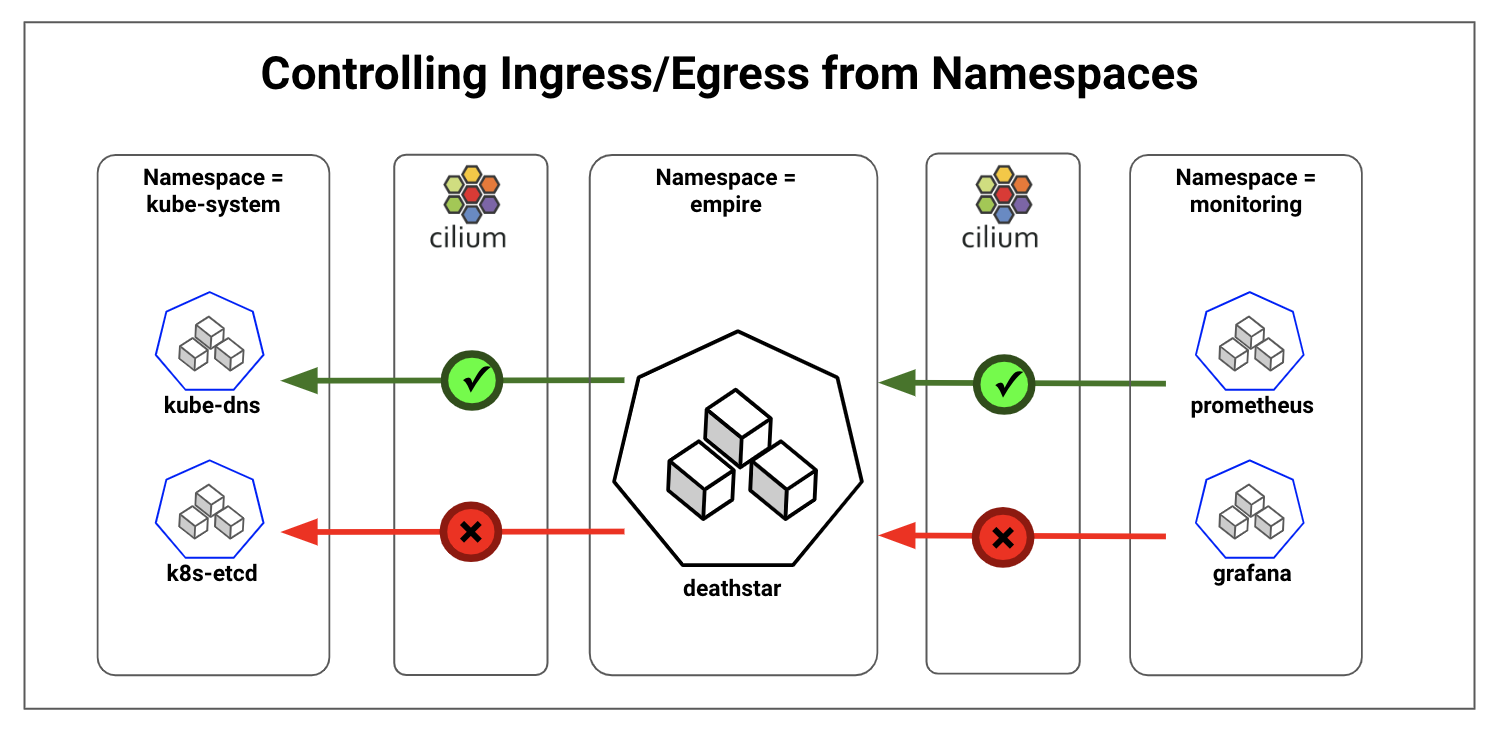 Controlling Ingress/Egress from Namespaces
Namespace =
kube-system
kube-dns
k8s-etcd
cilium
Namespace =
empire
deathstar
cilium
Namespace =
monitoring
prometheus
grafana